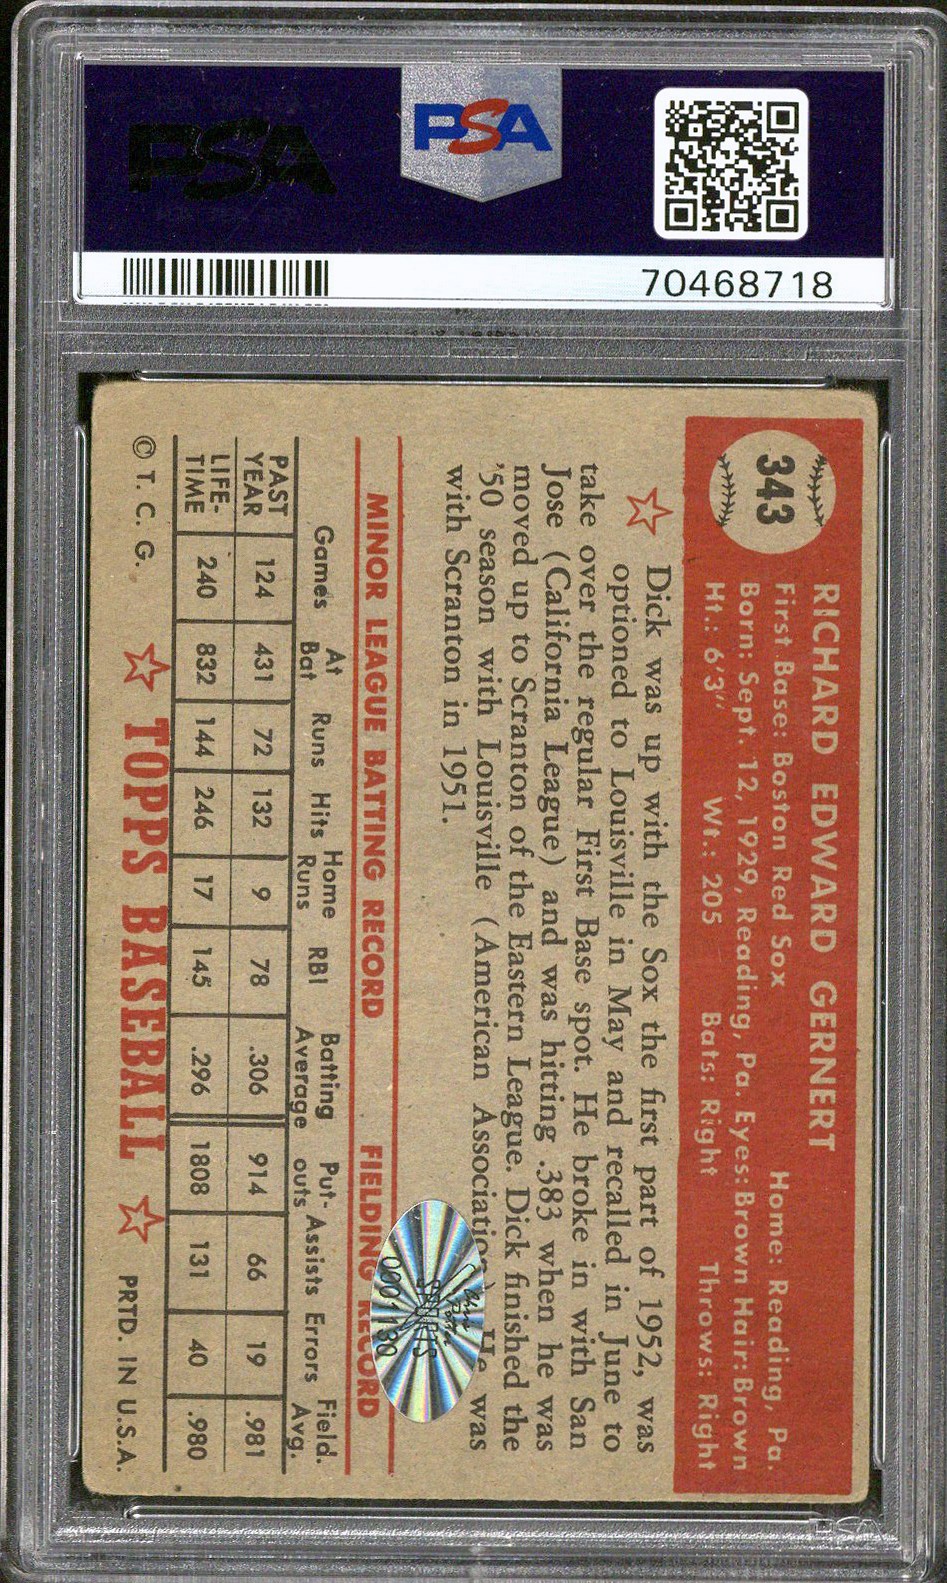 PSA
PSA
70468718
343
RICHARD EDWARD GERNERT
First Base: Boston Red Sox Home: Reading, Pa.
Born: Sept. 12, 1929, Reading, Pa. Eyes: Brown Hair: Brown
Ht.: 6'3" Wt.: 205 Bats: Right Throws: Right
Dick was up with the Sox the first part of 1952, was
optioned to Louisville in May and recalled in June to
take over the regular First Base spot. He broke in with San
Jose (California League) and was hitting .383 when he was
moved up to Scranton of the Eastern League. Dick finished the
'50 season with Louisville (American Association). He was
with Scranton in 1951.
MINOR LEAGUE BATTING RECORD FIELDING RECORD
Games At Bat Runs Hits Home Runs RBI Batting Average Put-outs Assists Errors Field. Avg.
PAST YEAR 124 431 72 132 9 78 .306 914 66 19 .981
LIFE-TIME 240 832 144 246 17 145 .296 1808 131 40 .980
© T. C. G. TOPPS BASEBALL PRTD. IN U.S.A.
SPORTS
PSA